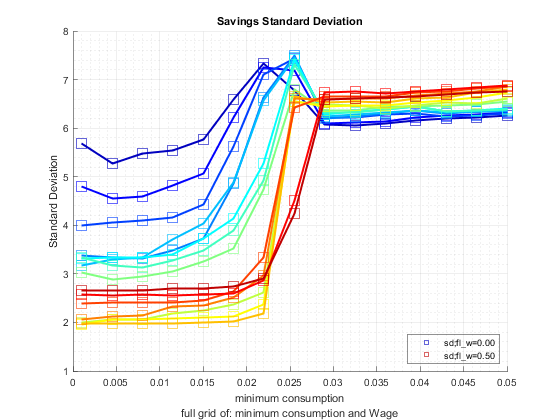 Savings Standard Deviation
8
7
6
5
4
3
2
1
Standard Deviation
sd;fl_w=0.00
sd;fl_w=0.50
0 0.005 0.01 0.015 0.02 0.025 0.03 0.035 0.04 0.045 0.05
minimum consumption
full grid of: minimum consumption and Wage